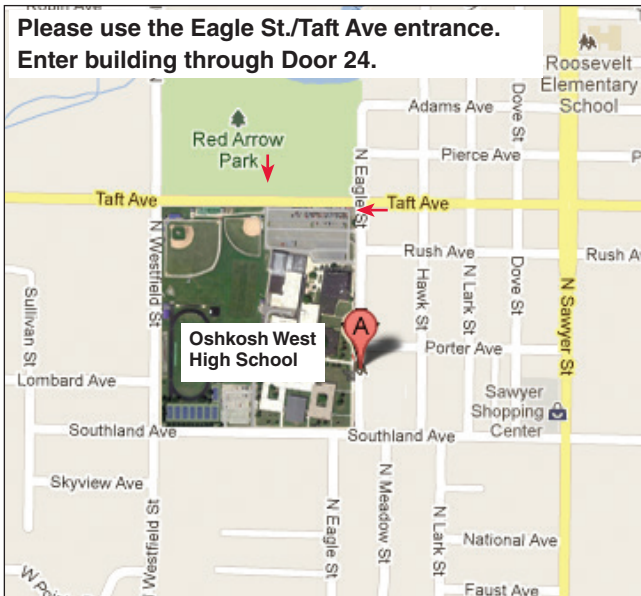 Robin Ave
Please use the Eagle St./Taft Ave entrance.
Enter building through Door 24.
Roosevelt
Elementary
School
Dove St
Adams Ave
Red Arrow
Park
N Eagle St
Pierce Ave
P
Taft Ave
Taft Ave
N Westfield St
Rush Ave
Rush Av
Sullivan St
Hawk St
N Lark St
Dove St
N Sawyer St
A
Oshkosh West
High School
Porter Ave
Lombard Ave
Sawyer
Shopping
Center
Southland Ave
Southland Ave
Skyview Ave
N Eagle St
N Meadow St
N Lark St
National Ave
Westfield St
W Po
Faust Ave